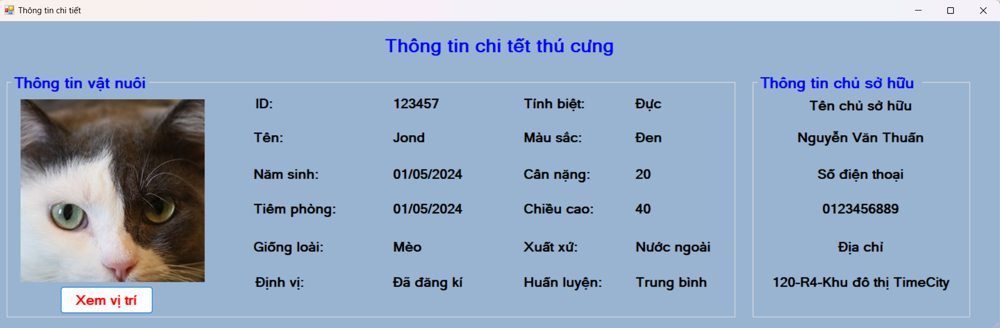 Thông tin chi tiết
Thông tin chi tết thú cưng
Thông tin vật nuôi
ID: 123457 Tính biệt: Đực
Tên: Jond Màu sắc: Đen
Năm sinh: 01/05/2024 Cân nặng: 20
Tiêm phòng: 01/05/2024 Chiều cao: 40
Giống loài: Mèo Xuất xứ: Nước ngoài
Định vị: Đã đăng kí Huấn luyện: Trung bình
Xem vị trí
Thông tin chủ sở hữu
Tên chủ sở hữu
Nguyễn Văn Thuấn
Số điện thoại
0123456889
Địa chỉ
120-R4-Khu đô thị TimeCity